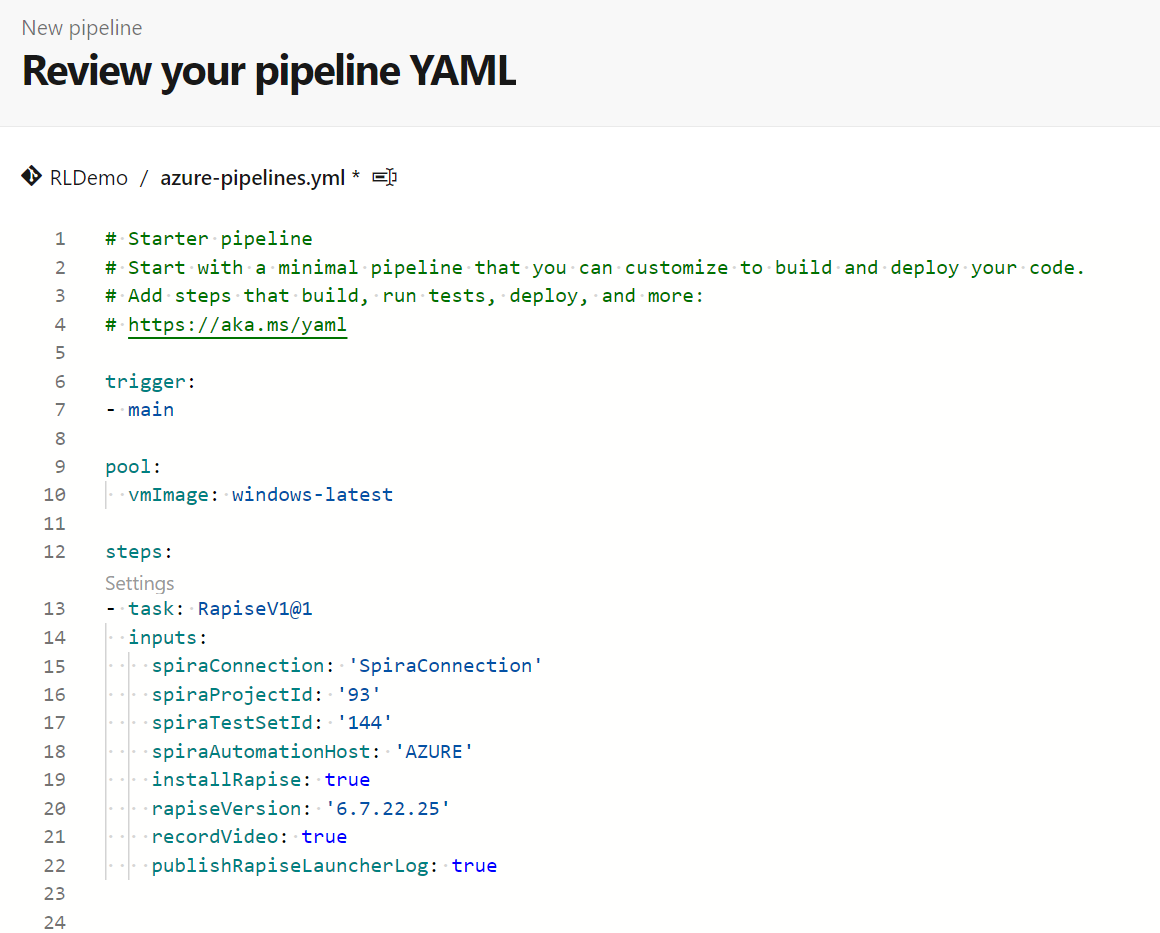 New pipeline
Review your pipeline YAML
RLDemo / azure-pipelines.yml *
1 # Starter pipeline
2 # Start with a minimal pipeline that you can customize to build and deploy your code.
3 # Add steps that build, run tests, deploy, and more:
4 # https://aka.ms/yaml
5
6 trigger:
7 - main
8
9 pool:
10   vmImage: windows-latest
11
12 steps:
Settings
13 - task: RapiseV1@1
14   inputs:
15     spiraConnection: 'SpiraConnection'
16     spiraProjectId: '93'
17     spiraTestSetId: '144'
18     spiraAutomationHost: 'AZURE'
19     installRapise: true
20     rapiseVersion: '6.7.22.25'
21     recordVideo: true
22     publishRapiseLauncherLog: true
23
24